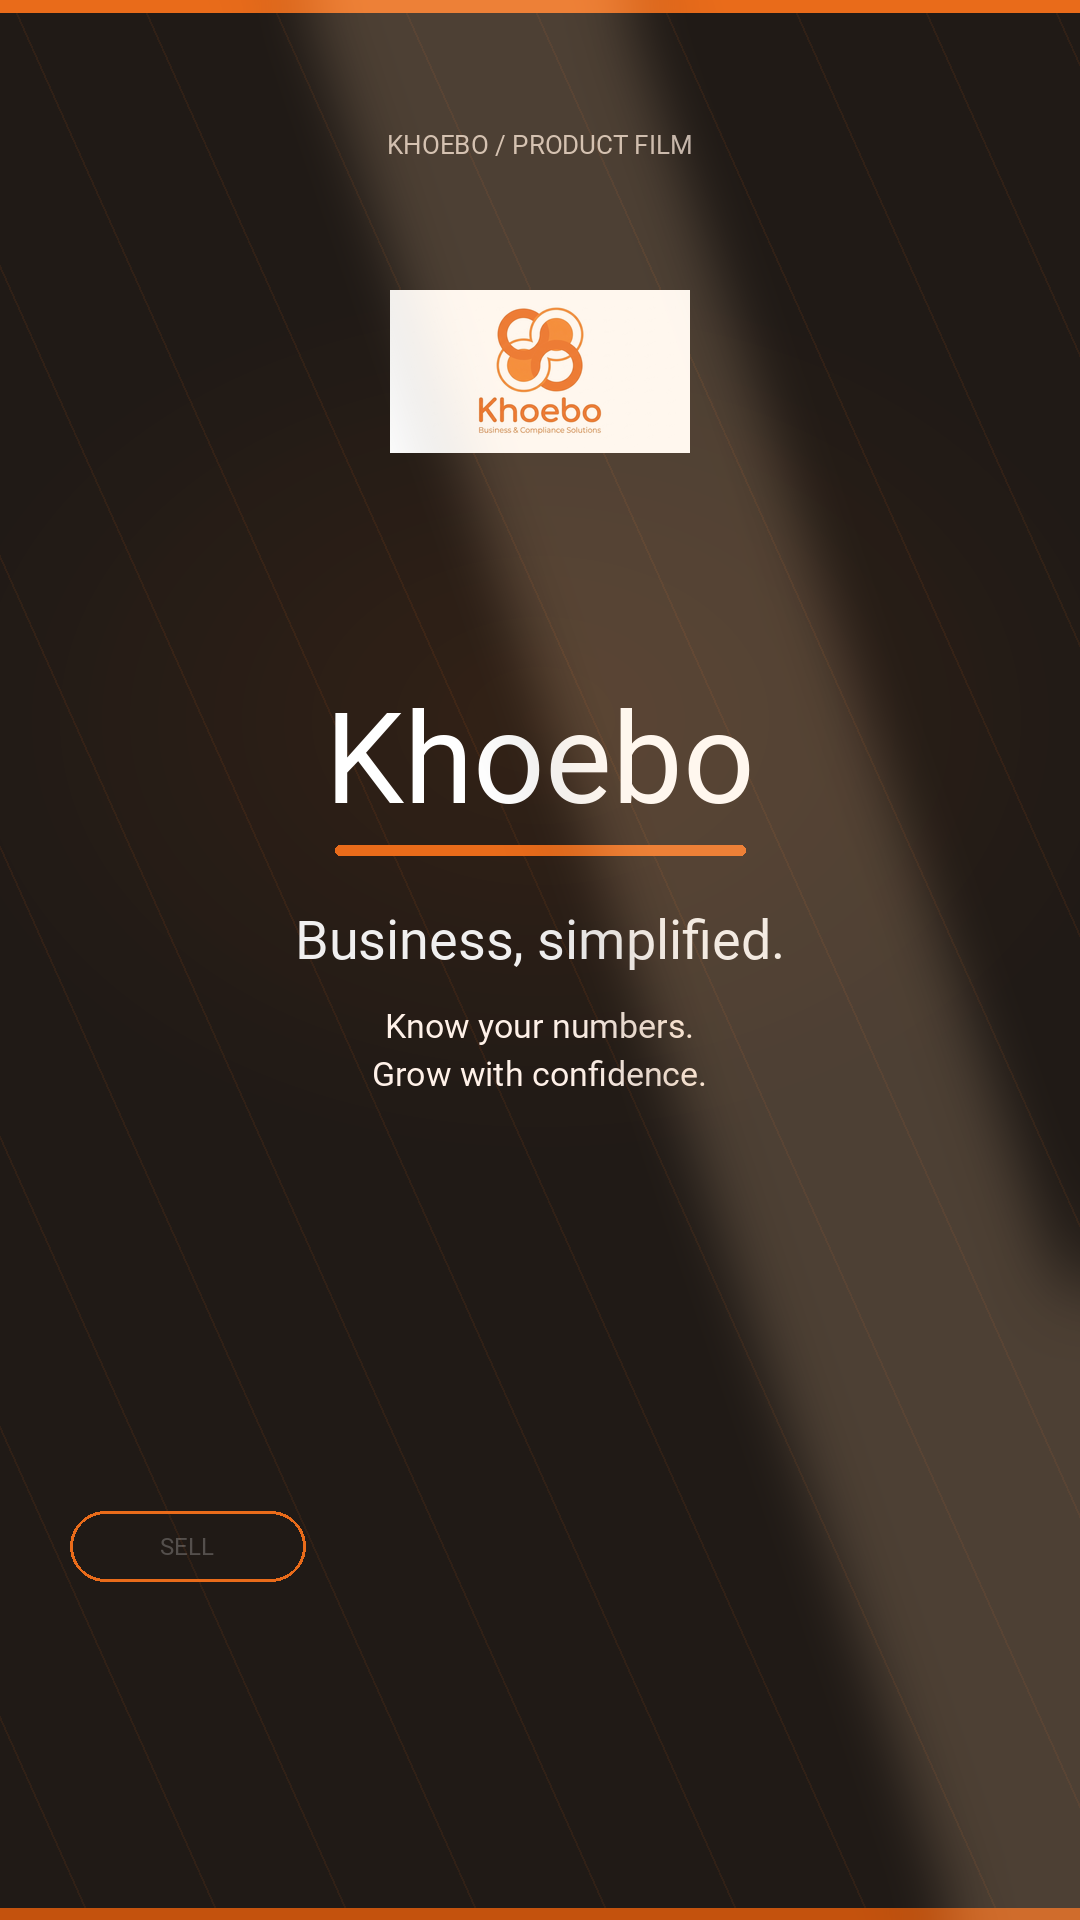 KHOEBO / PRODUCT FILM
Khoebo
Business & Compliance Solutions
Khoebo
Business, simplified.
Know your numbers.
Grow with confidence.
SELL